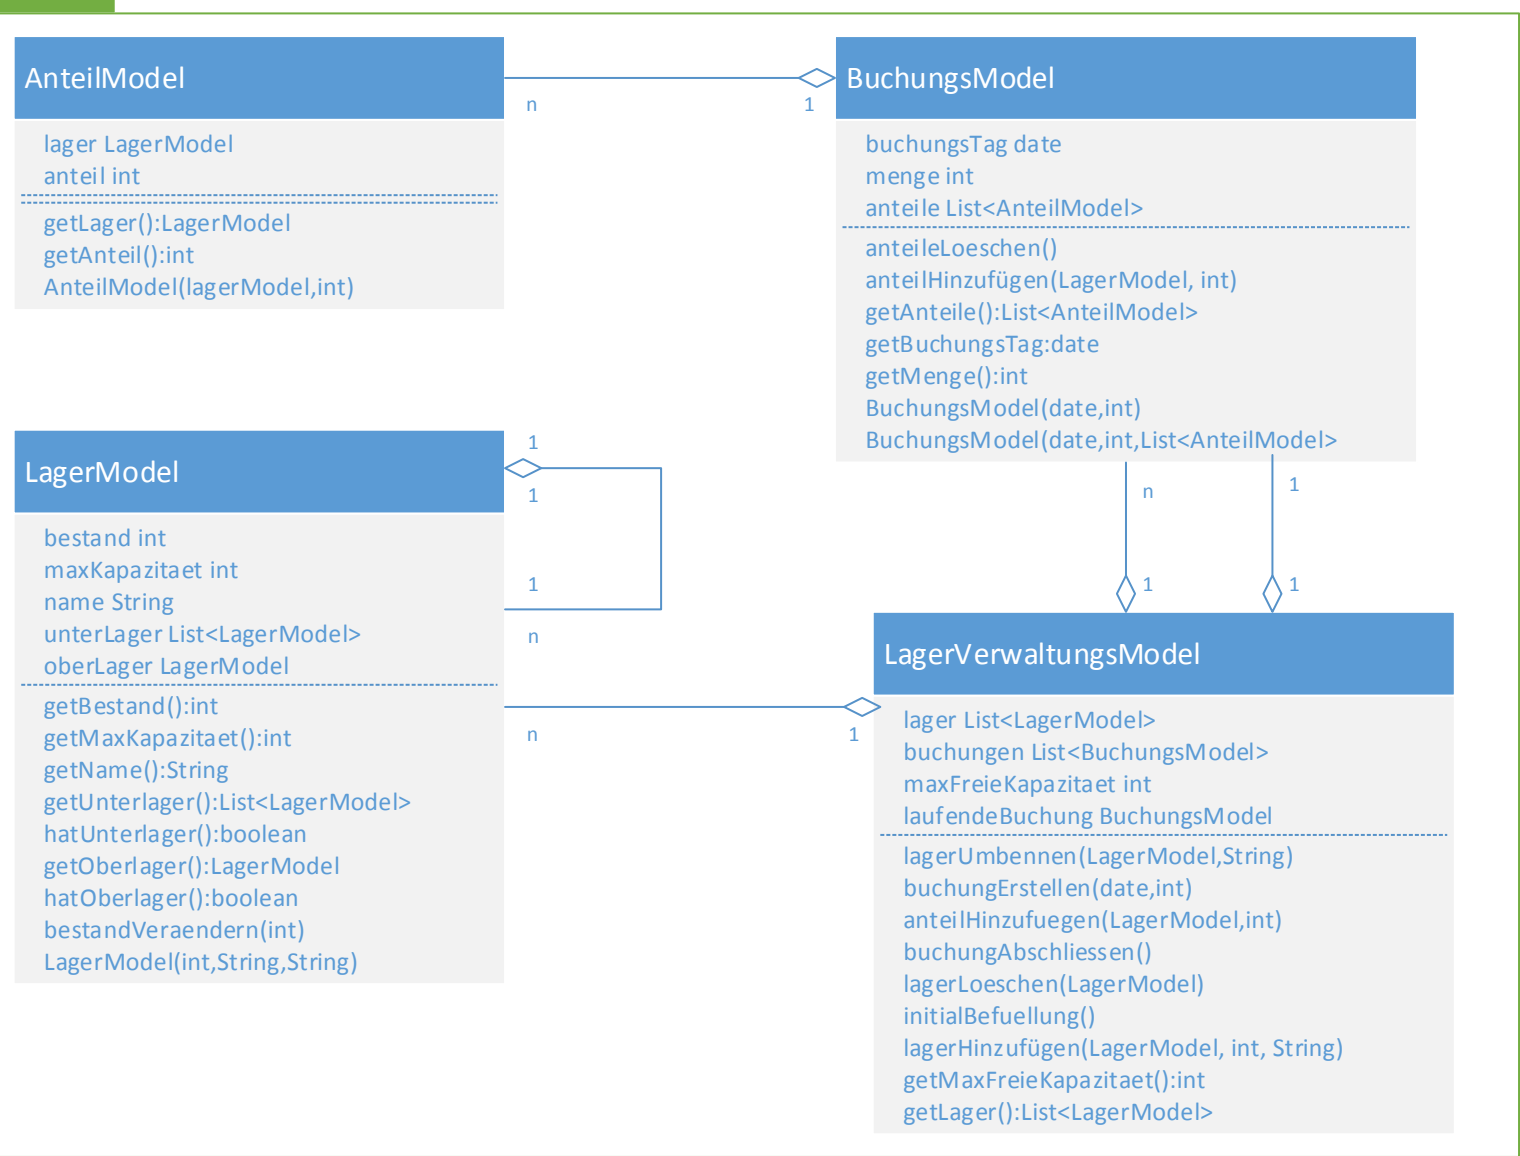 AnteilModel
lager LagerModel
anteil int
getLager():LagerModel
getAnteil():int
AnteilModel(lagerModel,int)
n
1
BuchungsModel
buchungsTag date
menge int
anteile List<AnteilModel>
anteileLoeschen()
anteilHinzufügen(LagerModel, int)
getAnteile():List<AnteilModel>
getBuchungsTag:date
getMenge():int
BuchungsModel(date,int)
BuchungsModel(date,int,List<AnteilModel>
LagerModel
bestand int
maxKapazitaet int
name String
unterLager List<LagerModel>
oberLager LagerModel
getBestand():int
getMaxKapazitaet():int
getName():String
getUnterlager():List<LagerModel>
hatUnterlager():boolean
getOberlager():LagerModel
hatOberlager():boolean
bestandVeraendern(int)
LagerModel(int,String,String)
1
1
1
n
n
1
n
1
1
1
LagerVerwaltungsModel
lager List<LagerModel>
buchungen List<BuchungsModel>
maxFreieKapazitaet int
laufendeBuchung BuchungsModel
lagerUmbennen(LagerModel,String)
buchungErstellen(date,int)
anteilHinzufuegen(LagerModel,int)
buchungAbschliessen()
lagerLoeschen(LagerModel)
initialBefuellung()
lagerHinzufügen(LagerModel, int, String)
getMaxFreieKapazitaet():int
getLager():List<LagerModel>